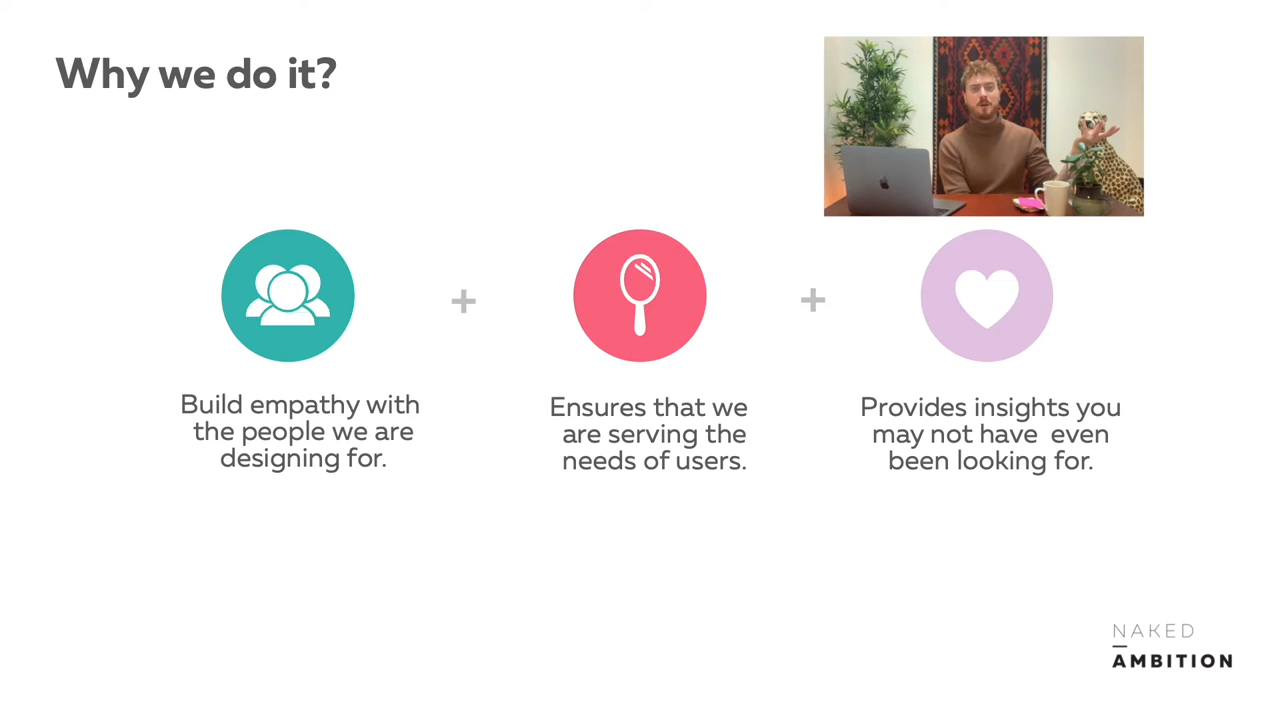 Why we do it?
+
+
Build empathy with
the people we are
designing for.
Ensures that we
are serving the
needs of users.
Provides insights you
may not have even
been looking for.
NAKED
AMBITION